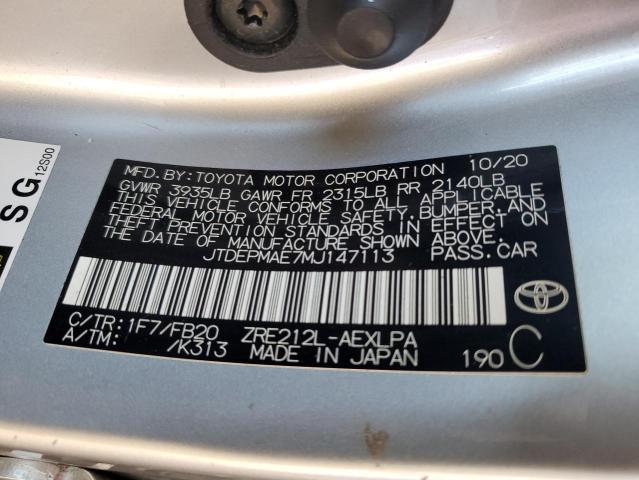 MFD.BY:TOYOTA MOTOR CORPORATION 10/20
GVWR 3935LB GAWR FR 2315LB RR 2140LB
THIS VEHICLE CONFORMS TO ALL APPLICABLE
FEDERAL MOTOR VEHICLE SAFETY,BUMPER,AND
THEFT PREVENTION STANDARDS IN EFFECT ON
THE DATE OF MANUFACTURE SHOWN ABOVE.
JTDEPMAE7MJ147113 PASS.CAR
C/TR:1F7/FB20 ZRE212L-AEXLPA
A/TM: /K313 MADE IN JAPAN 190 C
SG 12S00